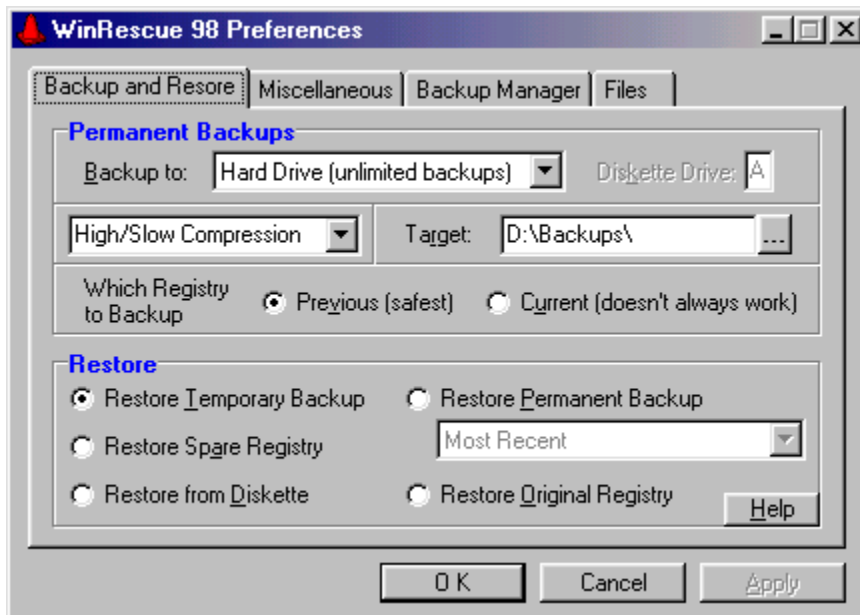 WinRescue 98 Preferences
Backup and Resore
Miscellaneous
Backup Manager
Files
Permanent Backups
Backup to:
Hard Drive (unlimited backups)
Diskette Drive:
A
High/Slow Compression
Target:
D:\Backups\
...
Which Registry
to Backup
Previous (safest)
Current (doesn't always work)
Restore
Restore Temporary Backup
Restore Permanent Backup
Restore Spare Registry
Most Recent
Restore from Diskette
Restore Original Registry
Help
O K
Cancel
Apply